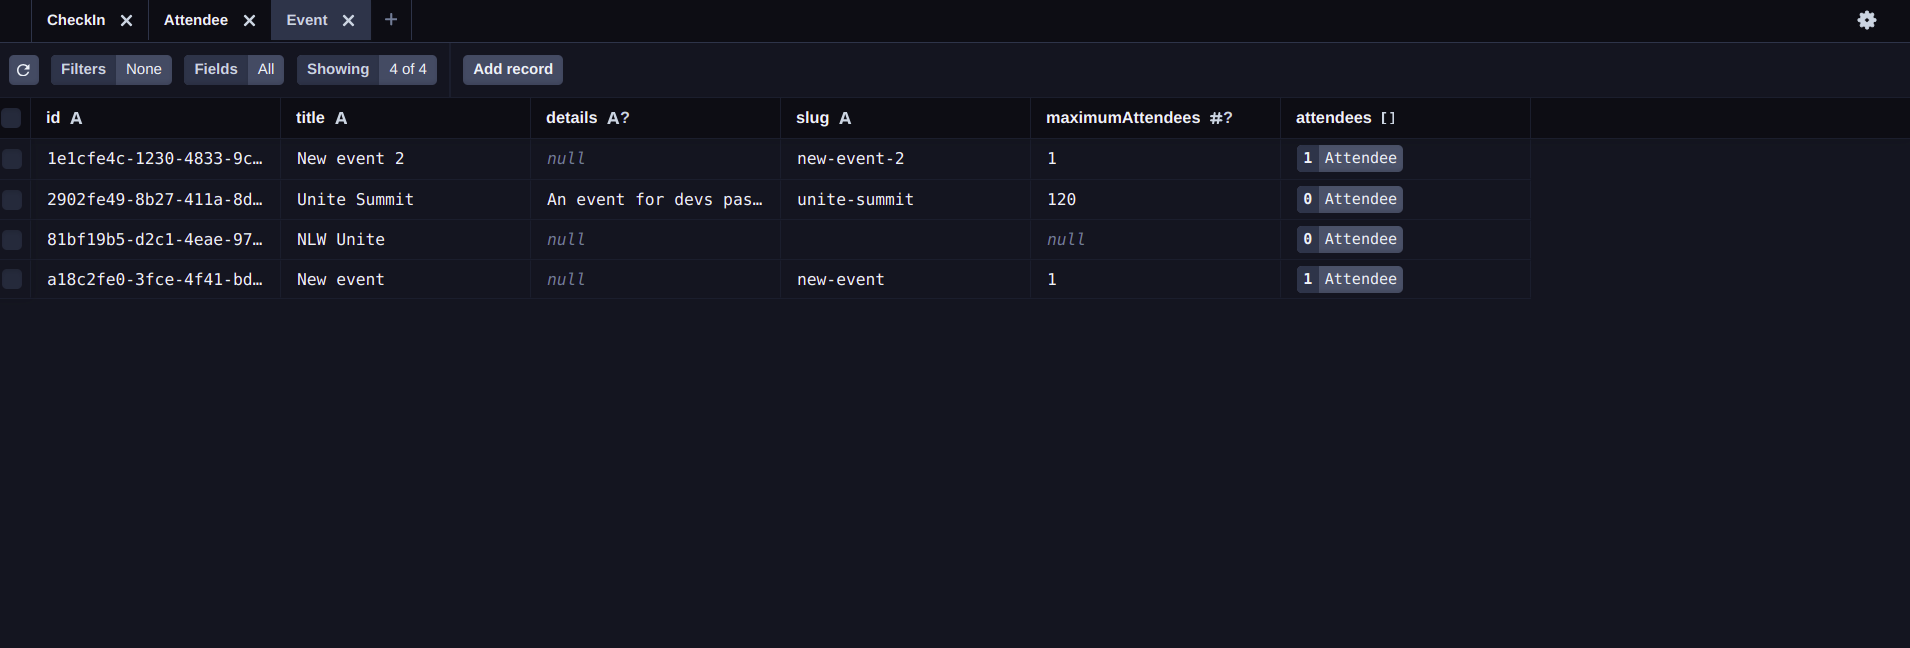 CheckIn Attendee Event
Filters None Fields All Showing 4 of 4 Add record
id A title A details A? slug A maximumAttendees #? attendees []
1e1cfe4c-1230-4833-9c… New event 2 null new-event-2 1 1 Attendee
2902fe49-8b27-411a-8d… Unite Summit An event for devs pas… unite-summit 120 0 Attendee
81bf19b5-d2c1-4eae-97… NLW Unite null null 0 Attendee
a18c2fe0-3fce-4f41-bd… New event null new-event 1 1 Attendee